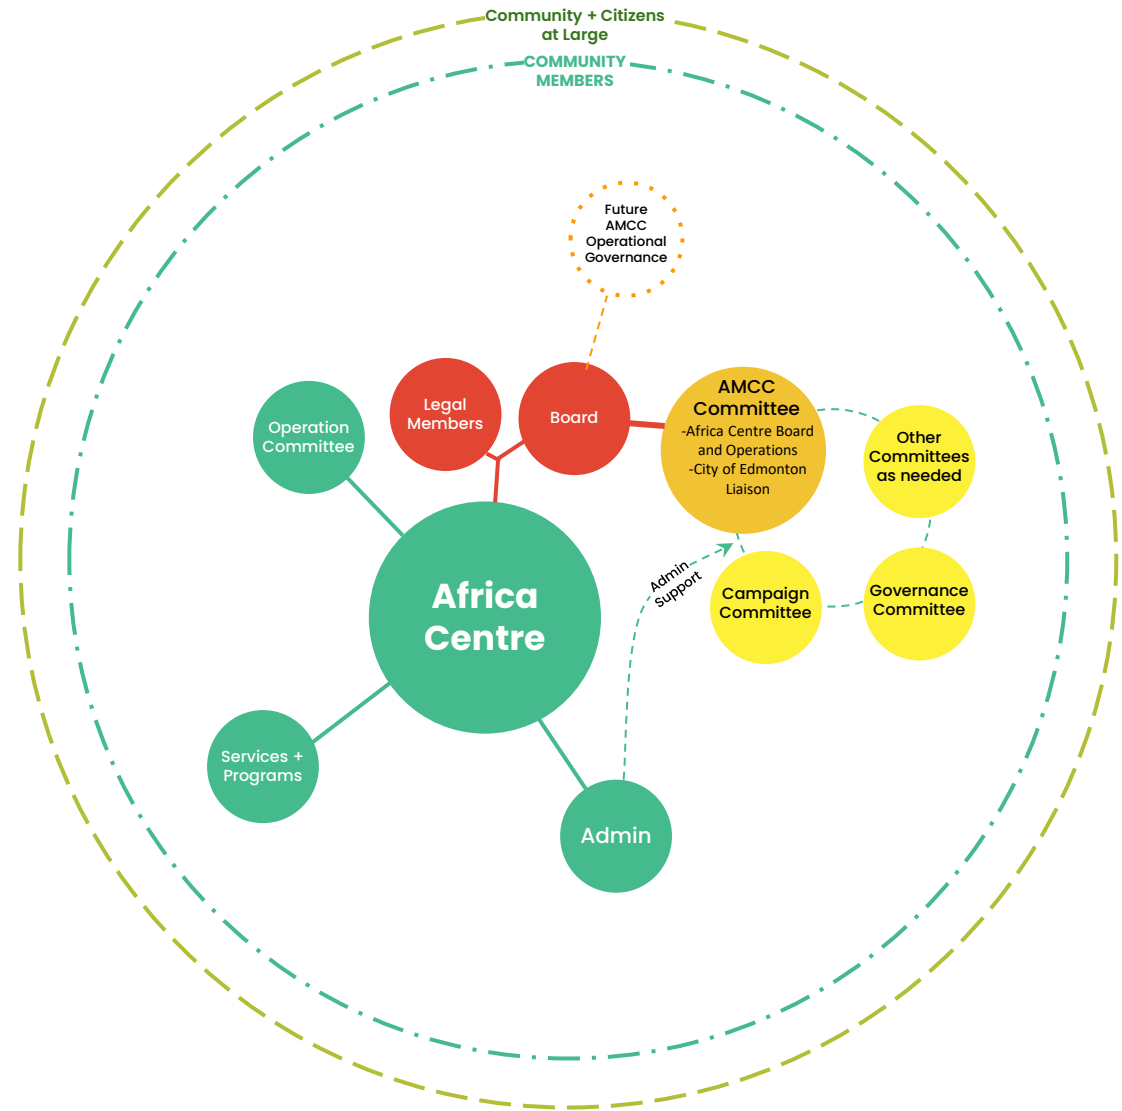 Community + Citizens
at Large
COMMUNITY
MEMBERS
Future
AMCC
Operational
Governance
Legal
Members
Board
AMCC
Committee
-Africa Centre Board
and Operations
-City of Edmonton
Liaison
Operation
Committee
Other
Committees
as needed
Admin
Support
Campaign
Committee
Governance
Committee
Africa
Centre
Services +
Programs
Admin